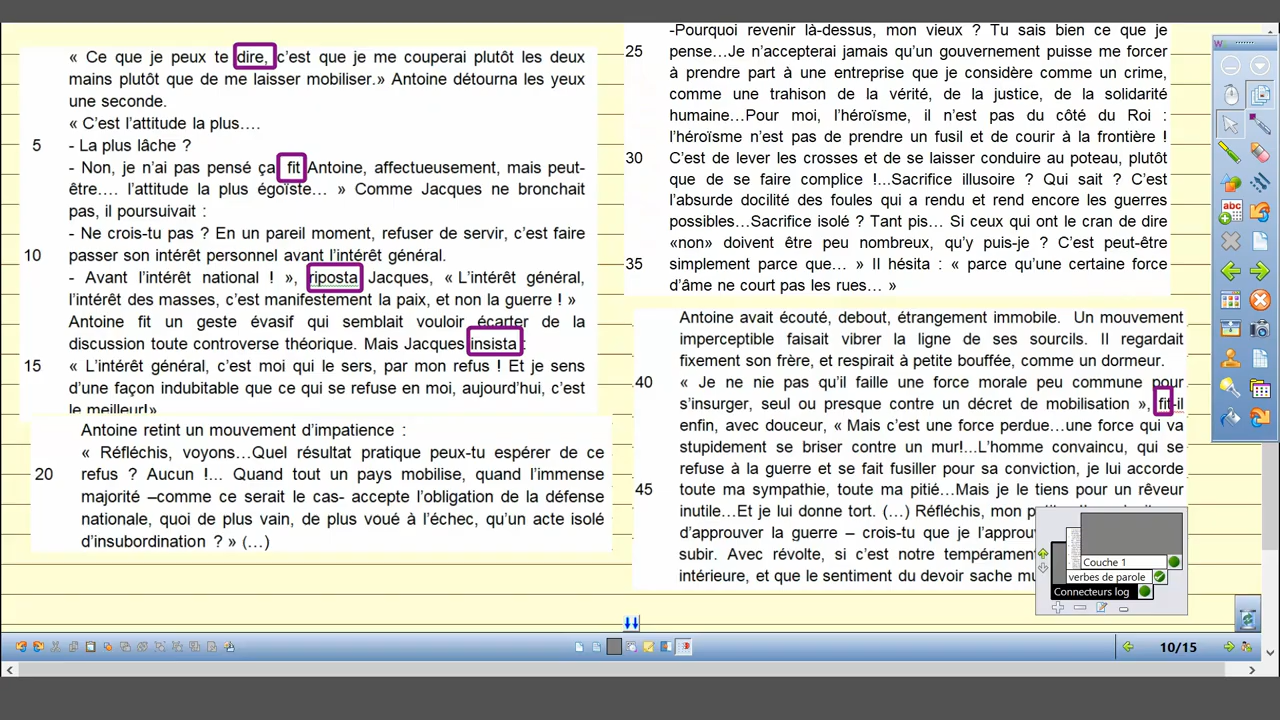 « Ce que je peux te dire, c'est que je me couperai plutôt les deux
mains plutôt que de me laisser mobiliser.» Antoine détourna les yeux
une seconde.
« C'est l'attitude la plus….
5 - La plus lâche ?
- Non, je n'ai pas pensé ça fit Antoine, affectueusement, mais peut-
être…. l'attitude la plus égoïste… » Comme Jacques ne bronchait
pas, il poursuivait :
- Ne crois-tu pas ? En un pareil moment, refuser de servir, c'est faire
10 passer son intérêt personnel avant l'intérêt général.
- Avant l'intérêt national ! », riposta Jacques, « L'intérêt général,
l'intérêt des masses, c'est manifestement la paix, et non la guerre ! »
Antoine fit un geste évasif qui semblait vouloir écarter de la
discussion toute controverse théorique. Mais Jacques insista :
15 « L'intérêt général, c'est moi qui le sers, par mon refus ! Et je sens
d'une façon indubitable que ce qui se refuse en moi, aujourd'hui, c'est
le meilleur!»
Antoine retint un mouvement d'impatience :
« Réfléchis, voyons…Quel résultat pratique peux-tu espérer de ce
20 refus ? Aucun !... Quand tout un pays mobilise, quand l'immense
majorité –comme ce serait le cas- accepte l'obligation de la défense
nationale, quoi de plus vain, de plus voué à l'échec, qu'un acte isolé
d'insubordination ? » (…)
-Pourquoi revenir là-dessus, mon vieux ? Tu sais bien ce que je
25 pense…Je n'accepterai jamais qu'un gouvernement puisse me forcer
à prendre part à une entreprise que je considère comme un crime,
comme une trahison de la vérité, de la justice, de la solidarité
humaine…Pour moi, l'héroïsme, il n'est pas du côté du Roi :
l'héroïsme n'est pas de prendre un fusil et de courir à la frontière !
30 C'est de lever les crosses et de se laisser conduire au poteau, plutôt
que de se faire complice !...Sacrifice illusoire ? Qui sait ? C'est
l'absurde docilité des foules qui a rendu et rend encore les guerres
possibles…Sacrifice isolé ? Tant pis… Si ceux qui ont le cran de dire
«non» doivent être peu nombreux, qu'y puis-je ? C'est peut-être
35 simplement parce que… » Il hésita : « parce qu'une certaine force
d'âme ne court pas les rues… »
Antoine avait écouté, debout, étrangement immobile. Un mouvement
imperceptible faisait vibrer la ligne de ses sourcils. Il regardait
fixement son frère, et respirait à petite bouffée, comme un dormeur.
40 « Je ne nie pas qu'il faille une force morale peu commune pour
s'insurger, seul ou presque contre un décret de mobilisation », fit-il
enfin, avec douceur, « Mais c'est une force perdue…une force qui va
stupidement se briser contre un mur!...L'homme convaincu, qui se
refuse à la guerre et se fait fusiller pour sa conviction, je lui accorde
45 toute ma sympathie, toute ma pitié…Mais je le tiens pour un rêveur
inutile…Et je lui donne tort. (…) Réfléchis, mon
d'approuver la guerre – crois-tu que je
subir. Avec révolte, si c'est notre
intérieure, et que le sentiment du devoir sache
Couche 1
verbes de parole
Connecteurs log
abc
10/15